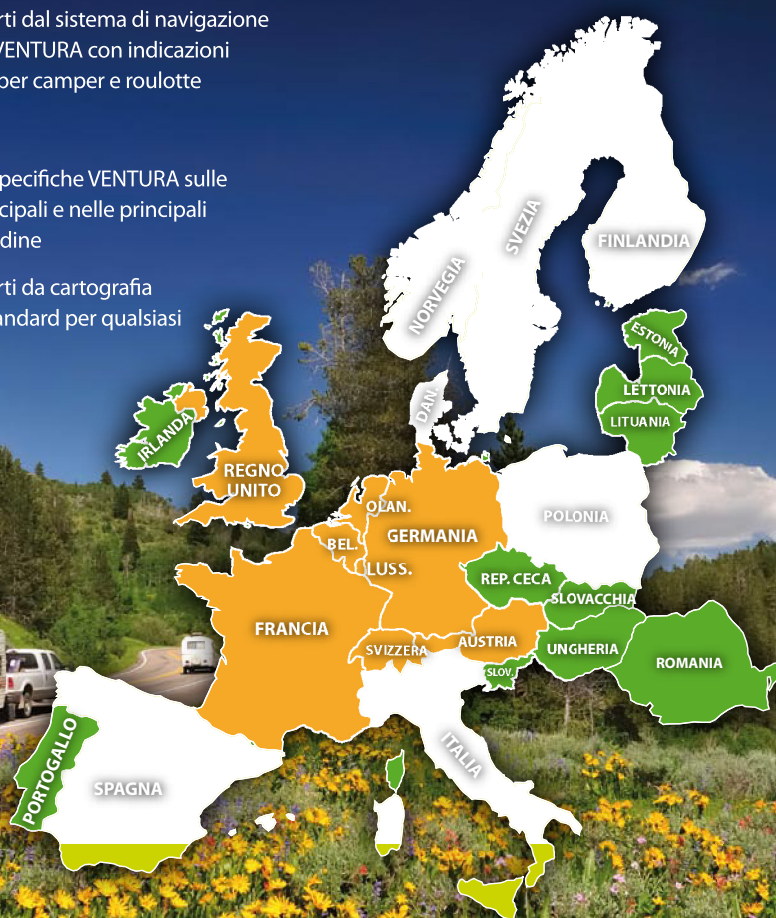 rti dal sistema di navigazione
VENTURA con indicazioni
per camper e roulotte
pecifiche VENTURA sulle
cipali e nelle principali
dine
rti da cartografia
andard per qualsiasi
NORVEGIA
SVEZIA
FINLANDIA
ESTONIA
LETTONIA
LITUANIA
DAN.
IRLANDA
REGNO
UNITO
OLAN.
BEL.
LUSS.
GERMANIA
POLONIA
REP. CECA
SLOVACCHIA
FRANCIA
SVIZZERA
AUSTRIA
UNGHERIA
SLOV.
ROMANIA
PORTOGALLO
SPAGNA
ITALIA